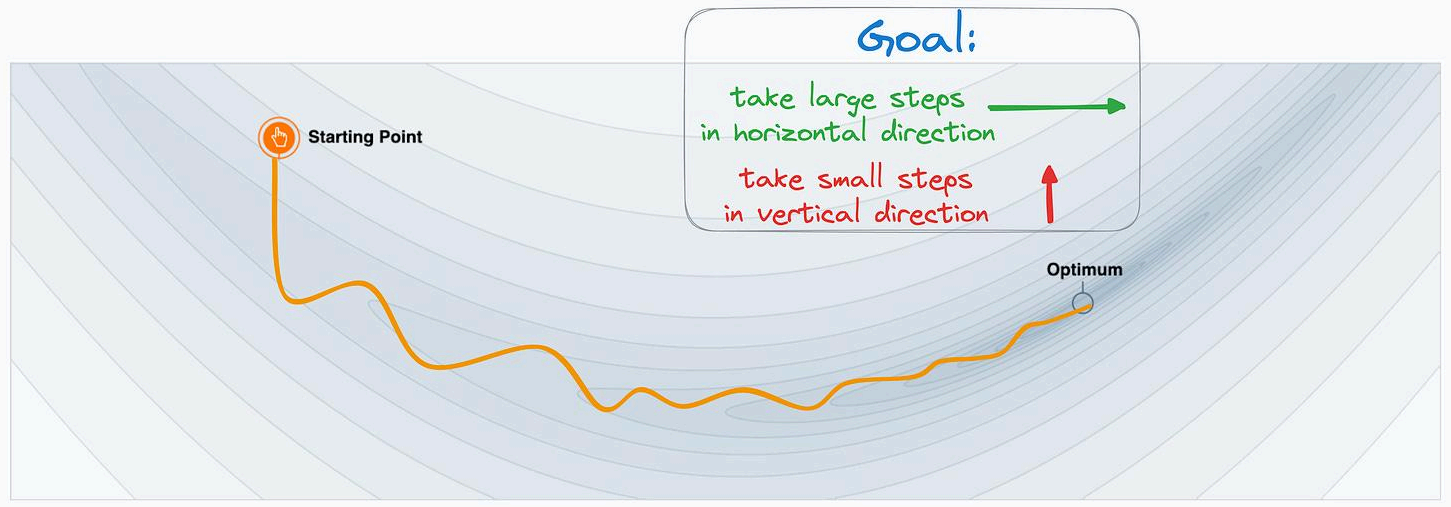 Goal:
take large steps
in horizontal direction
take small steps
in vertical direction
Starting Point
Optimum